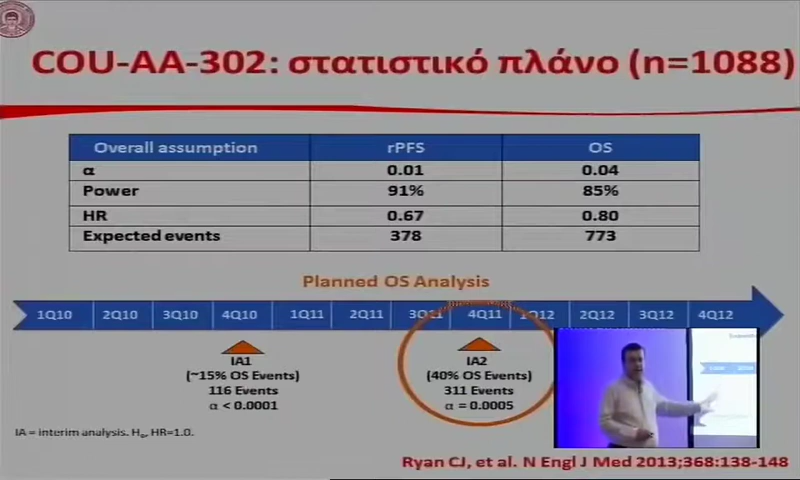 COU-AA-302: στατιστικό πλάνο (n=1088)
Overall assumption rPFS OS
α 0.01 0.04
Power 91% 85%
HR 0.67 0.80
Expected events 378 773
Planned OS Analysis
1Q10 2Q10 3Q10 4Q10 1Q11 2Q11 3Q11 4Q11 1Q12 2Q12 3Q12 4Q12
IA1 IA2
(~15% OS Events) (40% OS Events)
116 Events 311 Events
α < 0.0001 α = 0.0005
IA = interim analysis. H₀, HR=1.0.
Ryan CJ, et al. N Engl J Med 2013;368:138-148